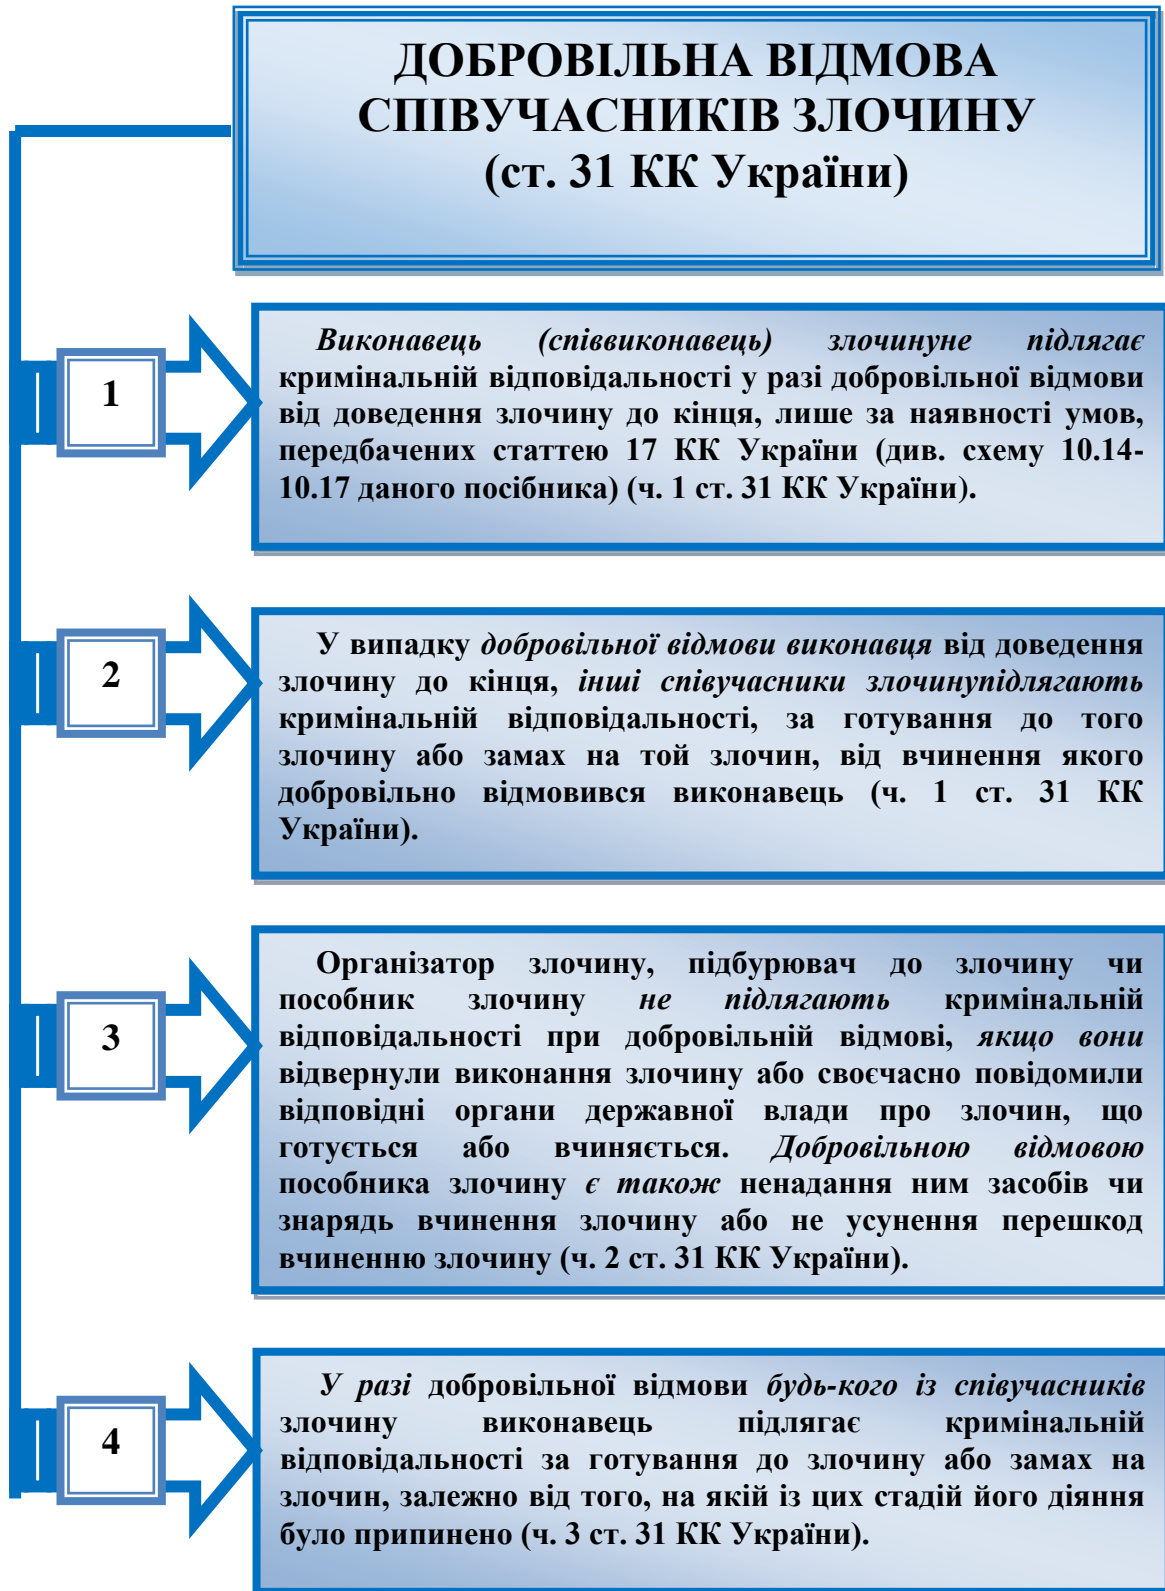 ДОБРОВІЛЬНА ВІДМОВА
СПІВУЧАСНИКІВ ЗЛОЧИНУ
(ст. 31 КК України)
1
Виконавець (співвиконавець) злочинуне підлягає
кримінальній відповідальності у разі добровільної відмови
від доведення злочину до кінця, лише за наявності умов,
передбачених статтею 17 КК України (див. схему 10.14-
10.17 даного посібника) (ч. 1 ст. 31 КК України).
2
У випадку добровільної відмови виконавця від доведення
злочину до кінця, інші співучасники злочинупідлягають
кримінальній відповідальності, за готування до того
злочину або замах на той злочин, від вчинення якого
добровільно відмовився виконавець (ч. 1 ст. 31 КК
України).
3
Організатор злочину, підбурювач до злочину чи
пособник злочину не підлягають кримінальній
відповідальності при добровільній відмові, якщо вони
відвернули виконання злочину або своєчасно повідомили
відповідні органи державної влади про злочин, що
готується або вчиняється. Добровільною відмовою
пособника злочину є також ненадання ним засобів чи
знарядь вчинення злочину або не усунення перешкод
вчиненню злочину (ч. 2 ст. 31 КК України).
4
У разі добровільної відмови будь-кого із співучасників
злочину виконавець підлягає кримінальній
відповідальності за готування до злочину або замах на
злочин, залежно від того, на якій із цих стадій його діяння
було припинено (ч. 3 ст. 31 КК України).